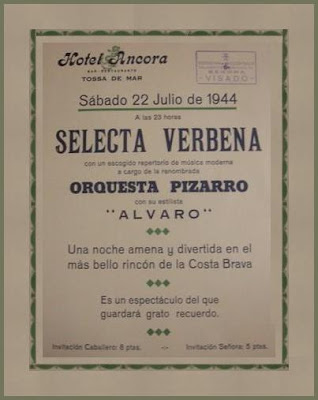 Hotel Ancora
BAR - RESTAURANTE
TOSSA DE MAR
VISADO
Sábado 22 Julio de 1944
A las 23 horas
SELECTA VERBENA
con un escogido repertorio de música moderna
a cargo de la renombrada
ORQUESTA PIZARRO
con su estilista
"ALVARO"
Una noche amena y divertida en el
más bello rincón de la Costa Brava
Es un espectáculo del que
guardará grato recuerdo.
Invitación Caballero: 8 ptas. -- Invitación Señora: 5 ptas.